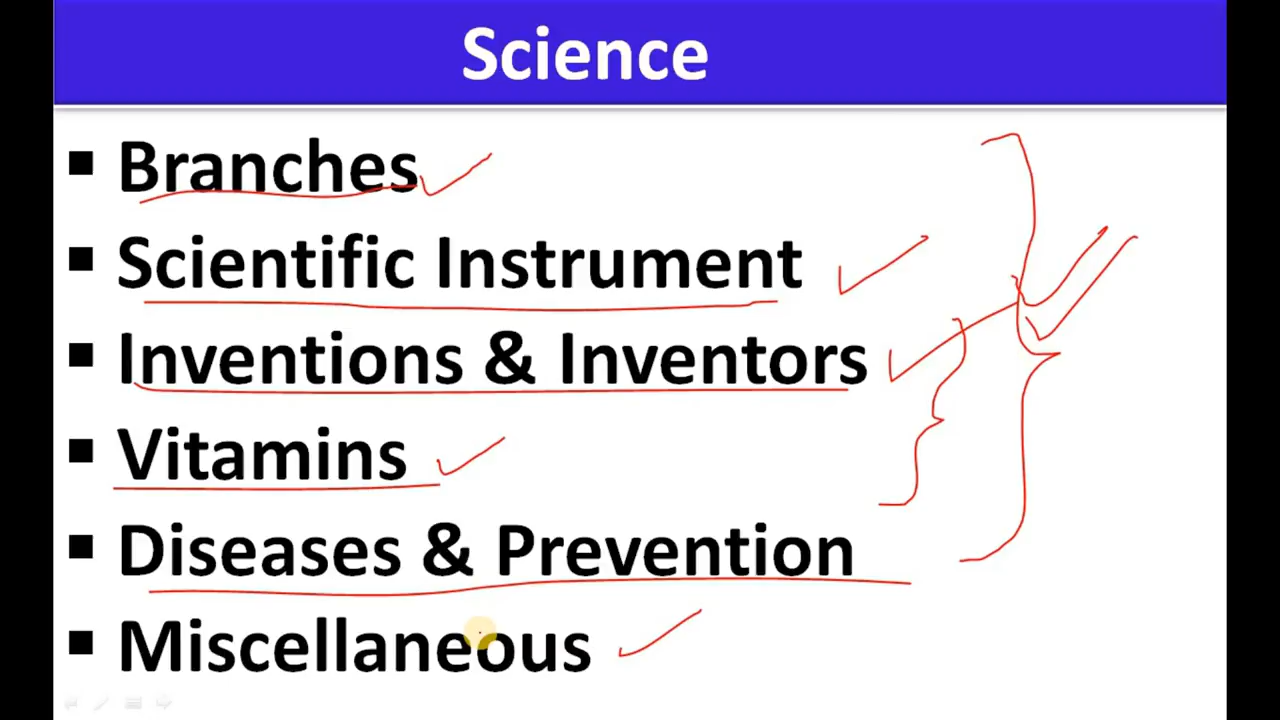 Science
▪ Branches
▪ Scientific Instrument
▪ Inventions & Inventors
▪ Vitamins
▪ Diseases & Prevention
▪ Miscellaneous